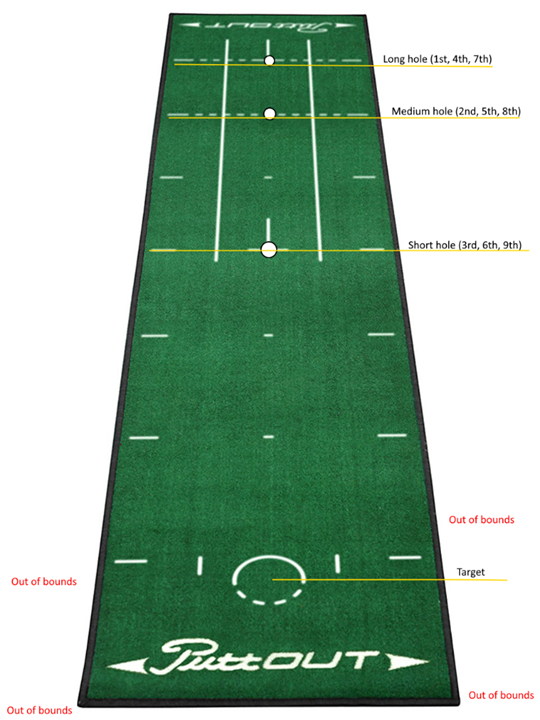 PuttOUT
Long hole (1st, 4th, 7th)
Medium hole (2nd, 5th, 8th)
Short hole (3rd, 6th, 9th)
Out of bounds
Target
Out of bounds
PuttOUT
Out of bounds
Out of bounds